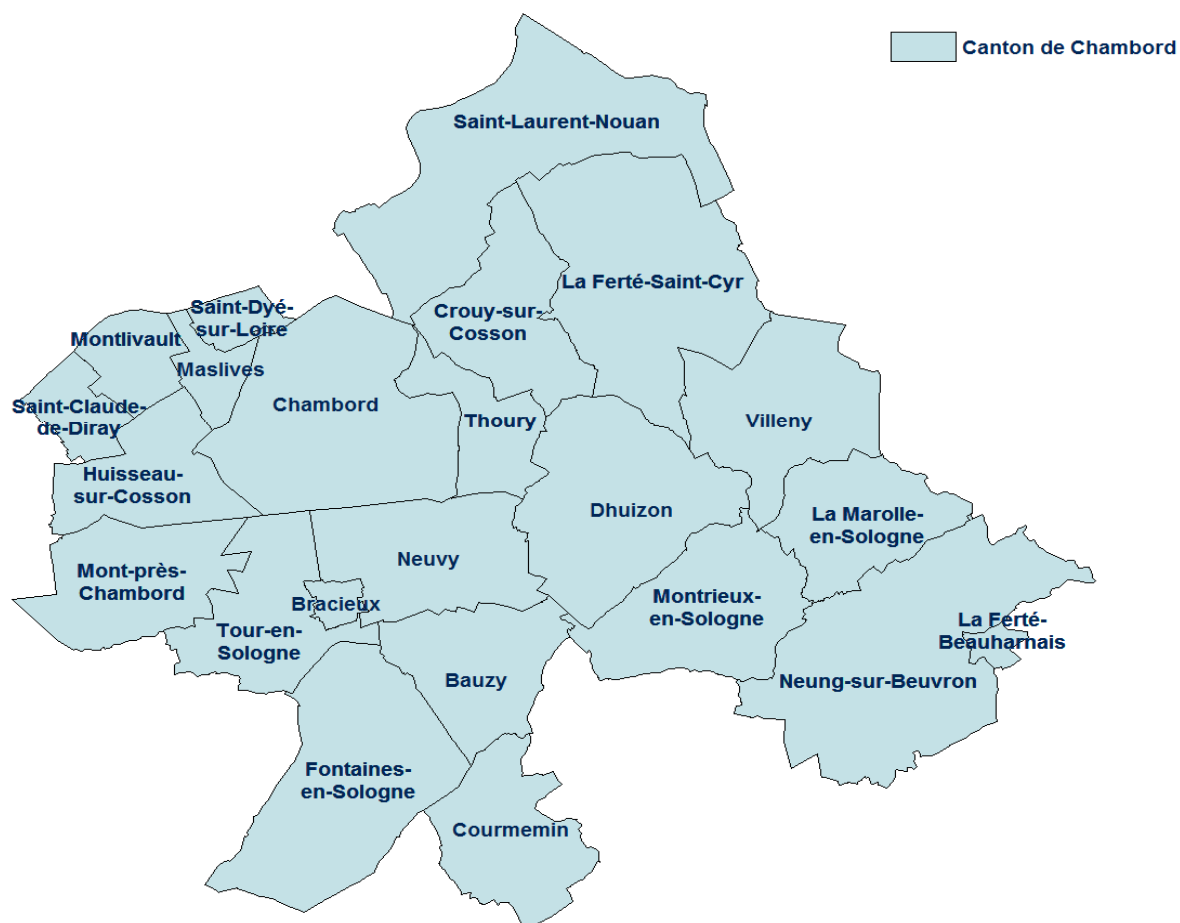 Canton de Chambord
Saint-Laurent-Nouan
La Ferté-Saint-Cyr
Saint-Dyé-
sur-Loire
Crouy-sur-
Cosson
Montlivault
Maslives
Saint-Claude-
de-Diray
Chambord
Thoury
Villeny
Huisseau-
sur-Cosson
Dhuizon
La Marolle-
en-Sologne
Neuvy
Mont-près-
Chambord
Bracieux
Montrieux-
en-Sologne
Tour-en-
Sologne
La Ferté-
Beauharnais
Bauzy
Neung-sur-Beuvron
Fontaines-
en-Sologne
Courmemin